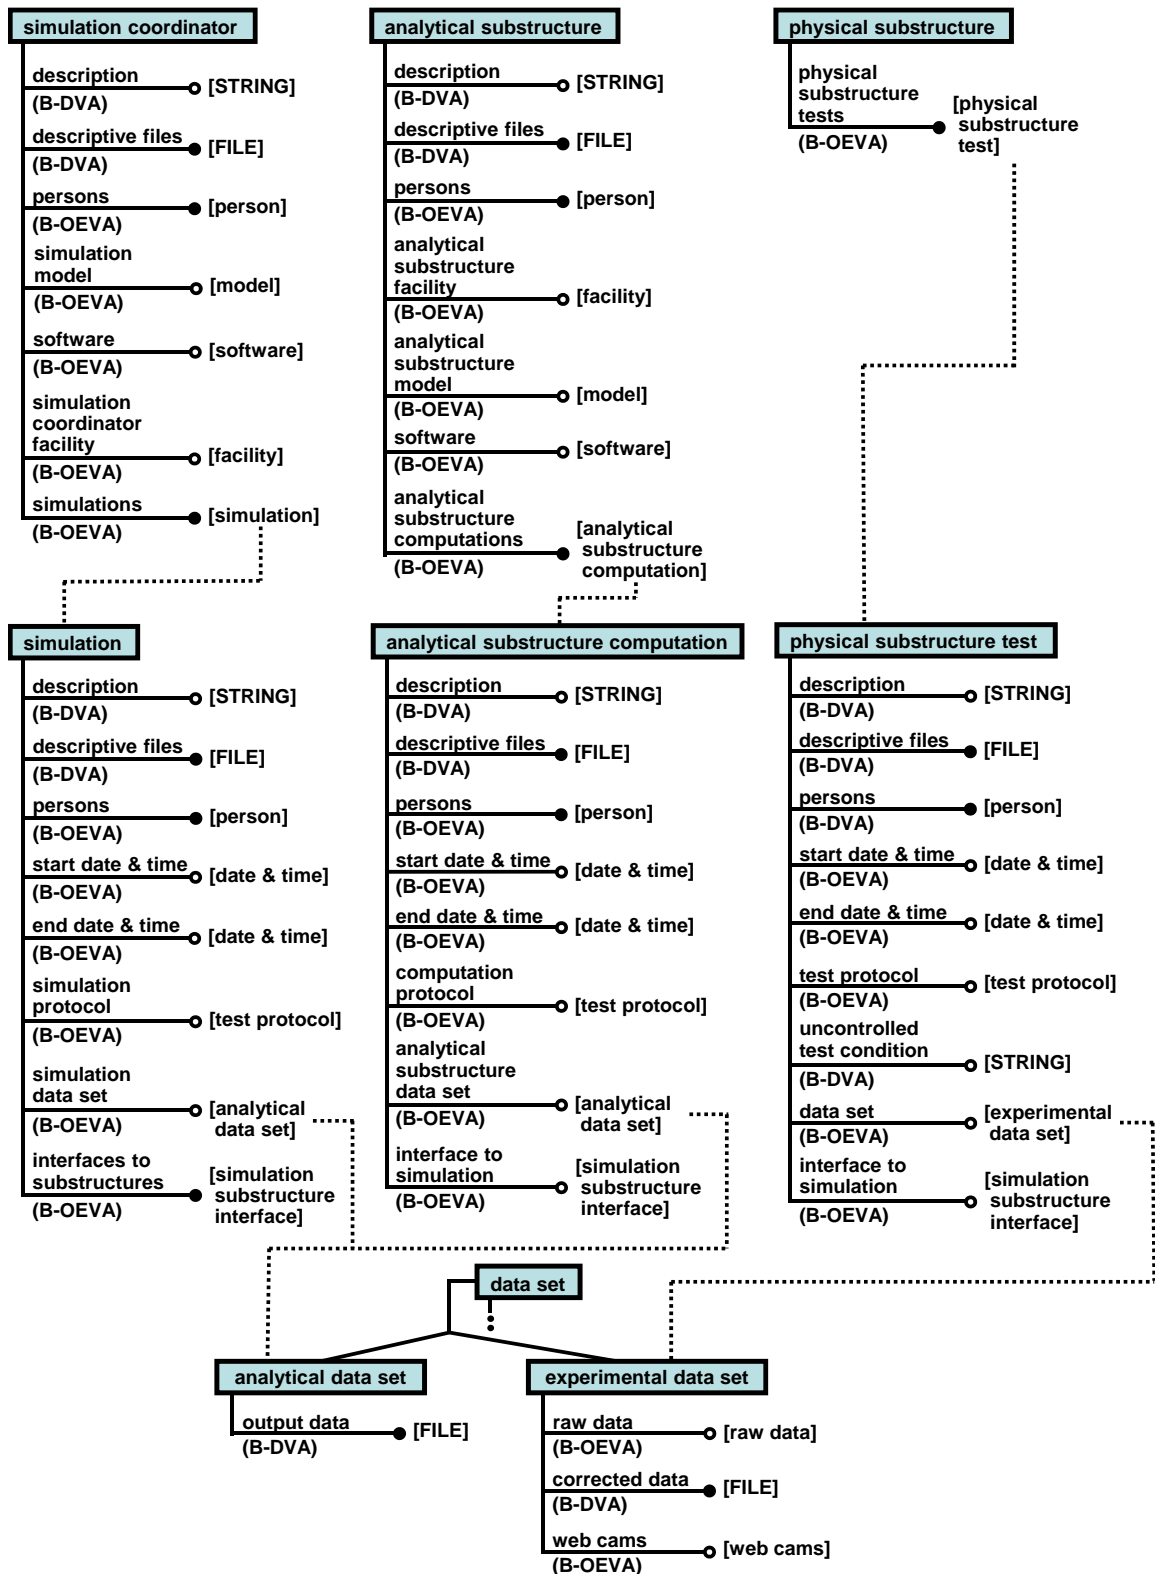 simulation coordinator
description
(B-DVA)
[STRING]
descriptive files
(B-DVA)
[FILE]
persons
(B-OEVA)
[person]
simulation
model
(B-OEVA)
[model]
software
(B-OEVA)
[software]
simulation
coordinator
facility
(B-OEVA)
[facility]
simulations
(B-OEVA)
[simulation]
analytical substructure
description
(B-DVA)
[STRING]
descriptive files
(B-DVA)
[FILE]
persons
(B-OEVA)
[person]
analytical
substructure
facility
(B-OEVA)
[facility]
analytical
substructure
model
(B-OEVA)
[model]
software
(B-OEVA)
[software]
analytical
substructure
computations
(B-OEVA)
[analytical
substructure
computation]
physical substructure
physical
substructure
tests
(B-OEVA)
[physical
substructure
test]
simulation
description
(B-DVA)
[STRING]
descriptive files
(B-DVA)
[FILE]
persons
(B-OEVA)
[person]
start date & time
(B-OEVA)
[date & time]
end date & time
(B-OEVA)
[date & time]
simulation
protocol
(B-OEVA)
[test protocol]
simulation
data set
(B-OEVA)
[analytical
data set]
interfaces to
substructures
(B-OEVA)
[simulation
substructure
interface]
analytical substructure computation
description
(B-DVA)
[STRING]
descriptive files
(B-DVA)
[FILE]
persons
(B-OEVA)
[person]
start date & time
(B-OEVA)
[date & time]
end date & time
(B-OEVA)
[date & time]
computation
protocol
(B-OEVA)
[test protocol]
analytical
substructure
data set
(B-OEVA)
[analytical
data set]
interface to
simulation
(B-OEVA)
[simulation
substructure
interface]
physical substructure test
description
(B-DVA)
[STRING]
descriptive files
(B-DVA)
[FILE]
persons
(B-DVA)
[person]
start date & time
(B-OEVA)
[date & time]
end date & time
(B-OEVA)
[date & time]
test protocol
(B-OEVA)
[test protocol]
uncontrolled
test condition
(B-DVA)
[STRING]
data set
(B-OEVA)
[experimental
data set]
interface to
simulation
(B-OEVA)
[simulation
substructure
interface]
data set
analytical data set
output data
(B-DVA)
[FILE]
experimental data set
raw data
(B-OEVA)
[raw data]
corrected data
(B-DVA)
[FILE]
web cams
(B-OEVA)
[web cams]